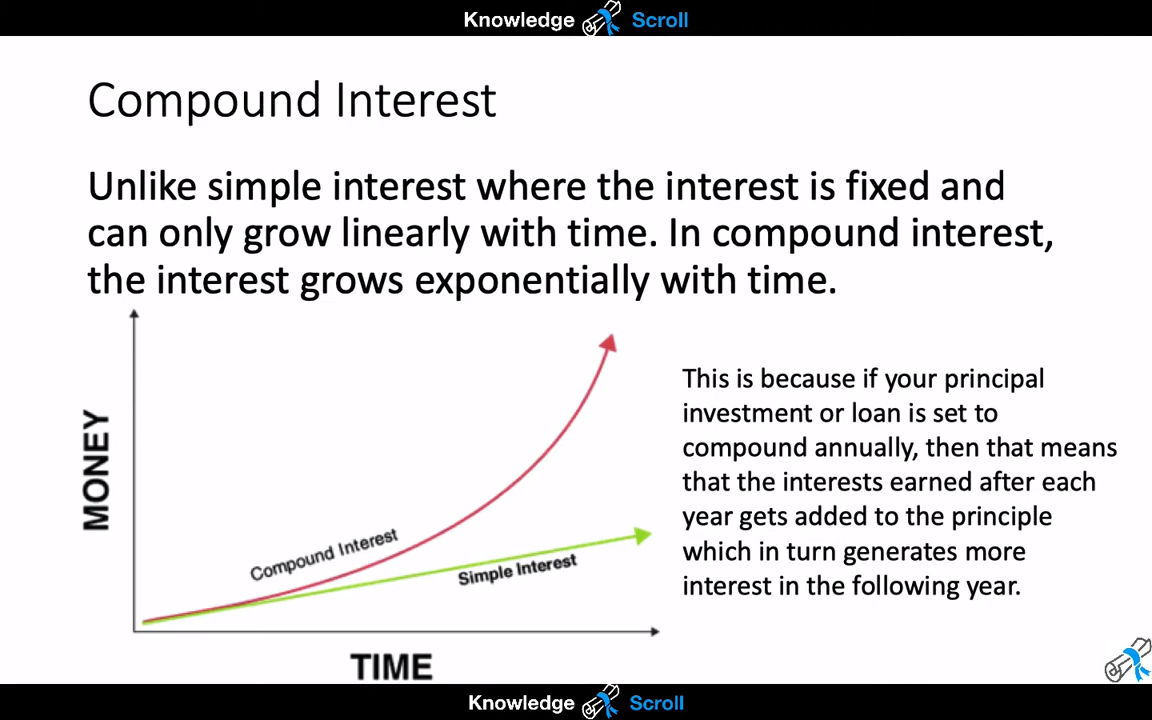 Knowledge Scroll
Compound Interest
Unlike simple interest where the interest is fixed and
can only grow linearly with time. In compound interest,
the interest grows exponentially with time.
MONEY
Compound Interest
Simple Interest
TIME
This is because if your principal
investment or loan is set to
compound annually, then that means
that the interests earned after each
year gets added to the principle
which in turn generates more
interest in the following year.
Knowledge Scroll